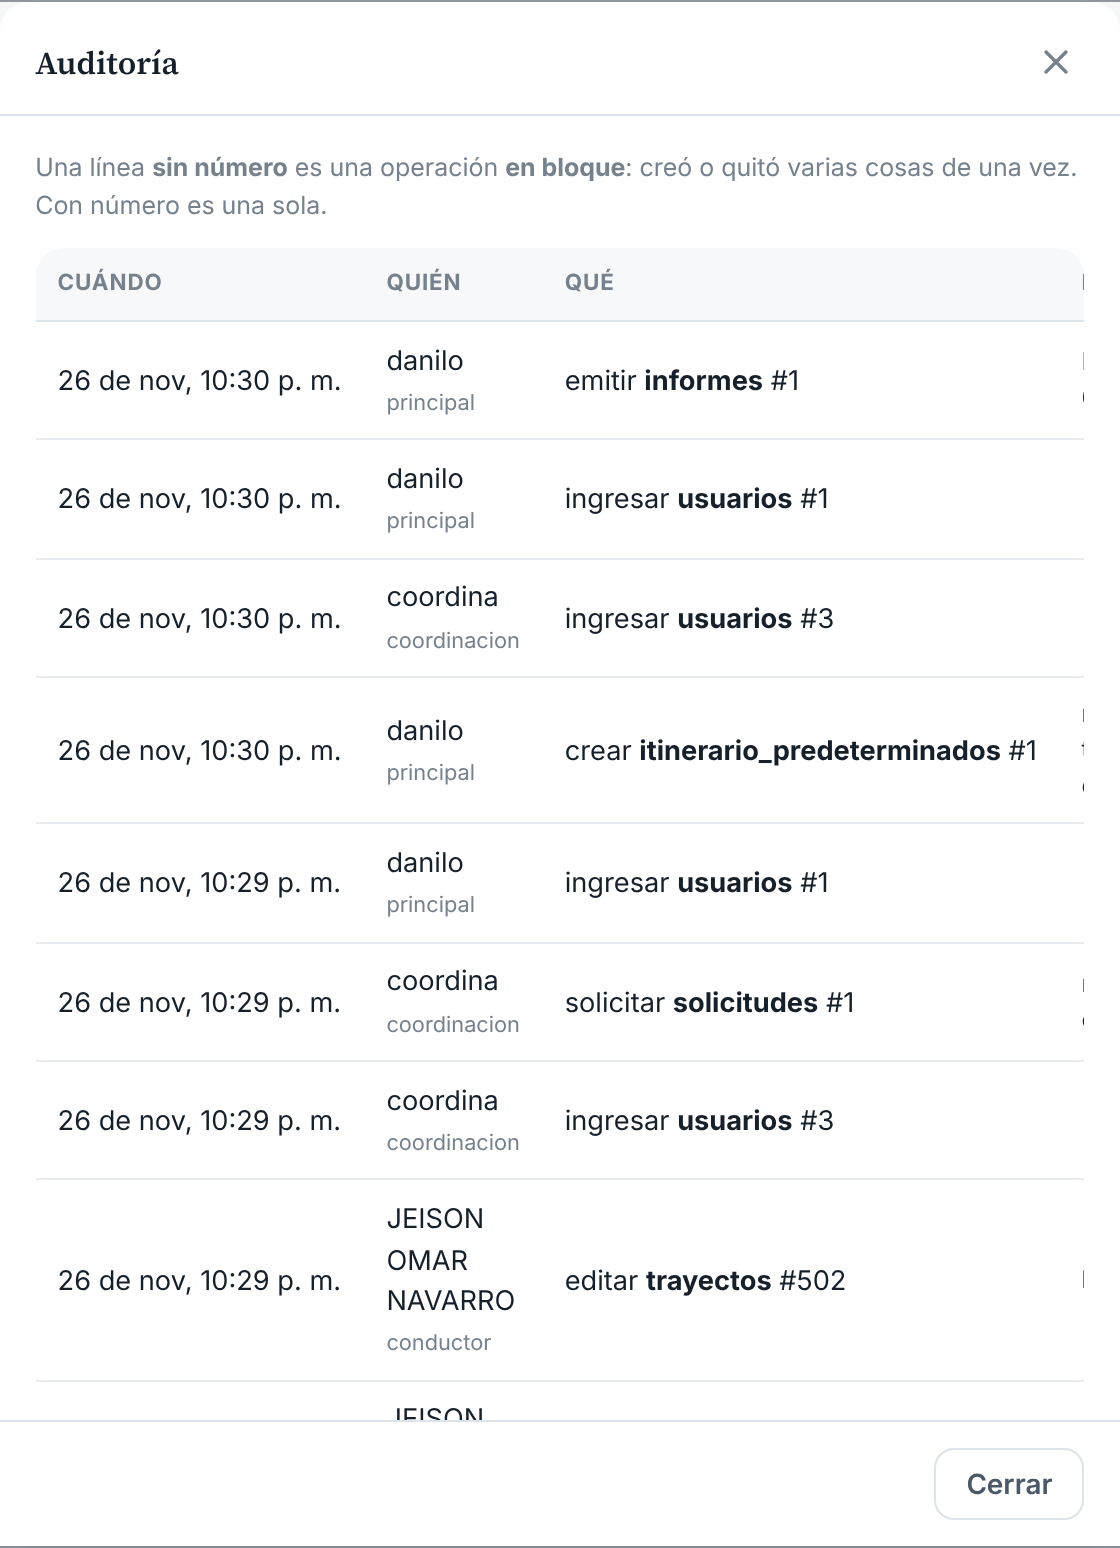 Auditoría
Una línea sin número es una operación en bloque: creó o quitó varias cosas de una vez.
Con número es una sola.
CUÁNDO QUIÉN QUÉ
26 de nov, 10:30 p. m. danilo principal emitir informes #1
26 de nov, 10:30 p. m. danilo principal ingresar usuarios #1
26 de nov, 10:30 p. m. coordina coordinacion ingresar usuarios #3
26 de nov, 10:30 p. m. danilo principal crear itinerario_predeterminados #1
26 de nov, 10:29 p. m. danilo principal ingresar usuarios #1
26 de nov, 10:29 p. m. coordina coordinacion solicitar solicitudes #1
26 de nov, 10:29 p. m. coordina coordinacion ingresar usuarios #3
26 de nov, 10:29 p. m. JEISON OMAR NAVARRO conductor editar trayectos #502
JEISON
Cerrar